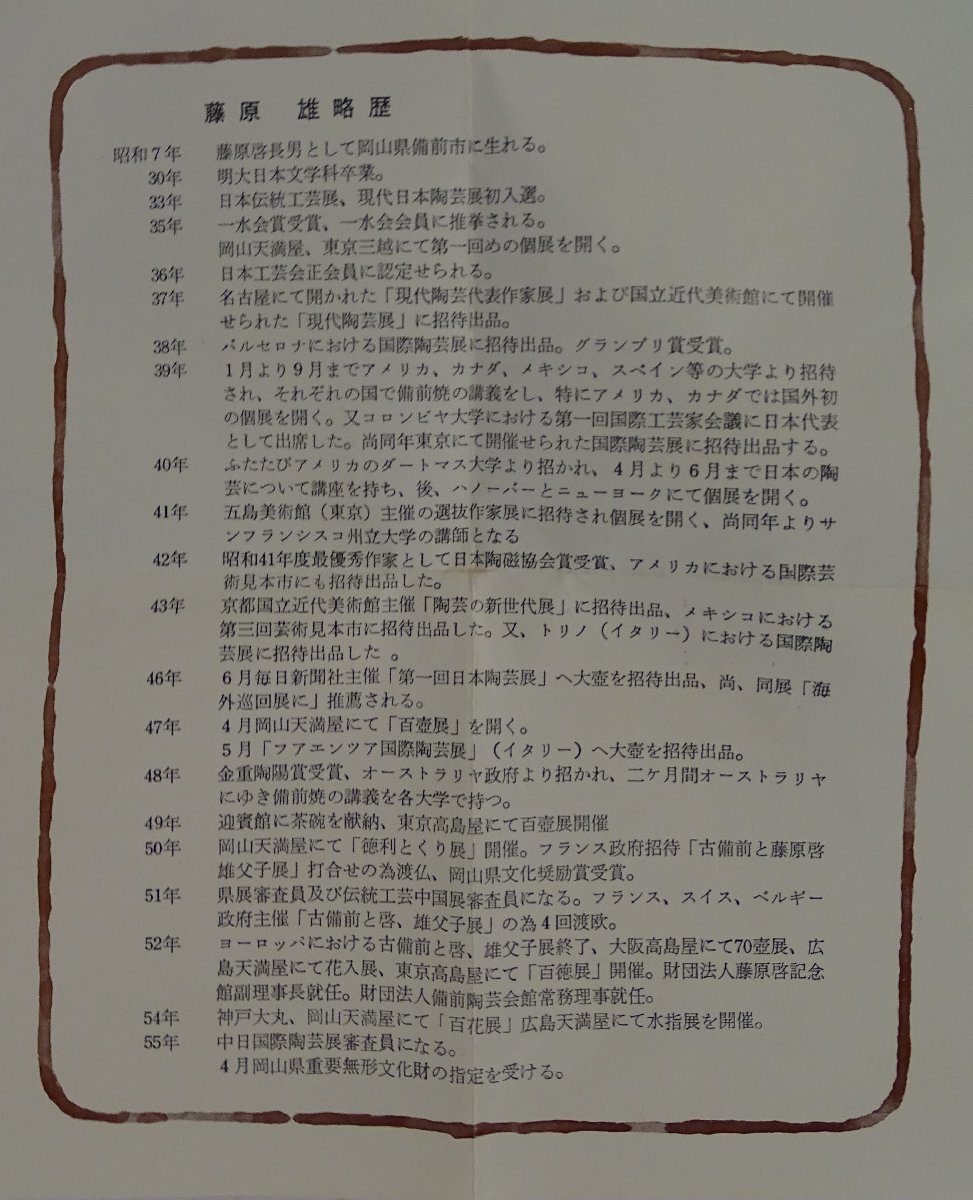 藤原 雄略歴
昭和7年 藤原啓長男として岡山県備前市に生れる。
30年 明大日本文学科卒業。
33年 日本伝統工芸展、現代日本陶芸展初入選。
35年 一水会賞受賞、一水会会員に推挙される。
岡山天満屋、東京三越にて第一回めの個展を開く。
36年 日本工芸会正会員に認定せられる。
37年 名古屋にて開かれた「現代陶芸代表作家展」および国立近代美術館にて開催
せられた「現代陶芸展」に招待出品。
38年 バルセロナにおける国際陶芸展に招待出品。グランプリ賞受賞。
39年 1月より9月までアメリカ、カナダ、メキシコ、スペイン等の大学より招待
され、それぞれの国で備前焼の講義をし、特にアメリカ、カナダでは国外初
の個展を開く。又コロンビヤ大学における第一回国際工芸家会議に日本代表
として出席した。尚同年東京にて開催せられた国際陶芸展に招待出品する。
40年 ふたたびアメリカのダートマス大学より招かれ、4月より6月まで日本の陶
芸について講座を持ち、後、ハノーバーとニューヨークにて個展を開く。
41年 五島美術館(東京)主催の選抜作家展に招待され個展を開く、尚同年よりサ
ンフランシスコ州立大学の講師となる
42年 昭和41年度最優秀作家として日本陶磁協会賞受賞、アメリカにおける国際芸
術見本市にも招待出品した。
43年 京都国立近代美術館主催「陶芸の新世代展」に招待出品、メキシコにおける
第三回芸術見本市に招待出品した。又、トリノ(イタリー)における国際陶
芸展に招待出品した 。
46年 6月毎日新聞社主催「第一回日本陶芸展」へ大壺を招待出品、尚、同展「海
外巡回展に」推薦される。
47年 4月岡山天満屋にて「百壺展」を開く。
5月「フアエンツア国際陶芸展」(イタリー)へ大壺を招待出品。
48年 金重陶陽賞受賞、オーストラリヤ政府より招かれ、二ケ月間オーストラリヤ
にゆき備前焼の講義を各大学で持つ。
49年 迎賓館に茶碗を献納、東京高島屋にて百壺展開催
50年 岡山天満屋にて「徳利とくり展」開催。フランス政府招待「古備前と藤原啓
雄父子展」打合せの為渡仏、岡山県文化奨励賞受賞。
51年 県展審査員及び伝統工芸中国展審査員になる。フランス、スイス、ベルギー
政府主催「古備前と啓、雄父子展」の為4回渡欧。
52年 ヨーロッパにおける古備前と啓、雄父子展終了、大阪高島屋にて70壺展、広
島天満屋にて花入展、東京高島屋にて「百徳展」開催。財団法人藤原啓記念
館副理事長就任。財団法人備前陶芸会館常務理事就任。
54年 神戸大丸、岡山天満屋にて「百花展」広島天満屋にて水指展を開催。
55年 中日国際陶芸展審査員になる。
4月岡山県重要無形文化財の指定を受ける。